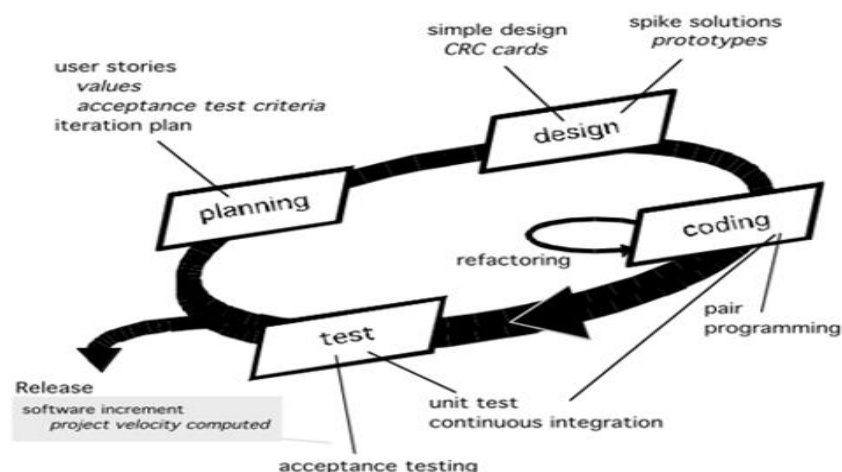 simple design
CRC cards
spike solutions
prototypes
user stories
values
acceptance test criteria
iteration plan
design
planning
coding
refactoring
test
pair
programming
Release
software increment
project velocity computed
unit test
continuous integration
acceptance testing